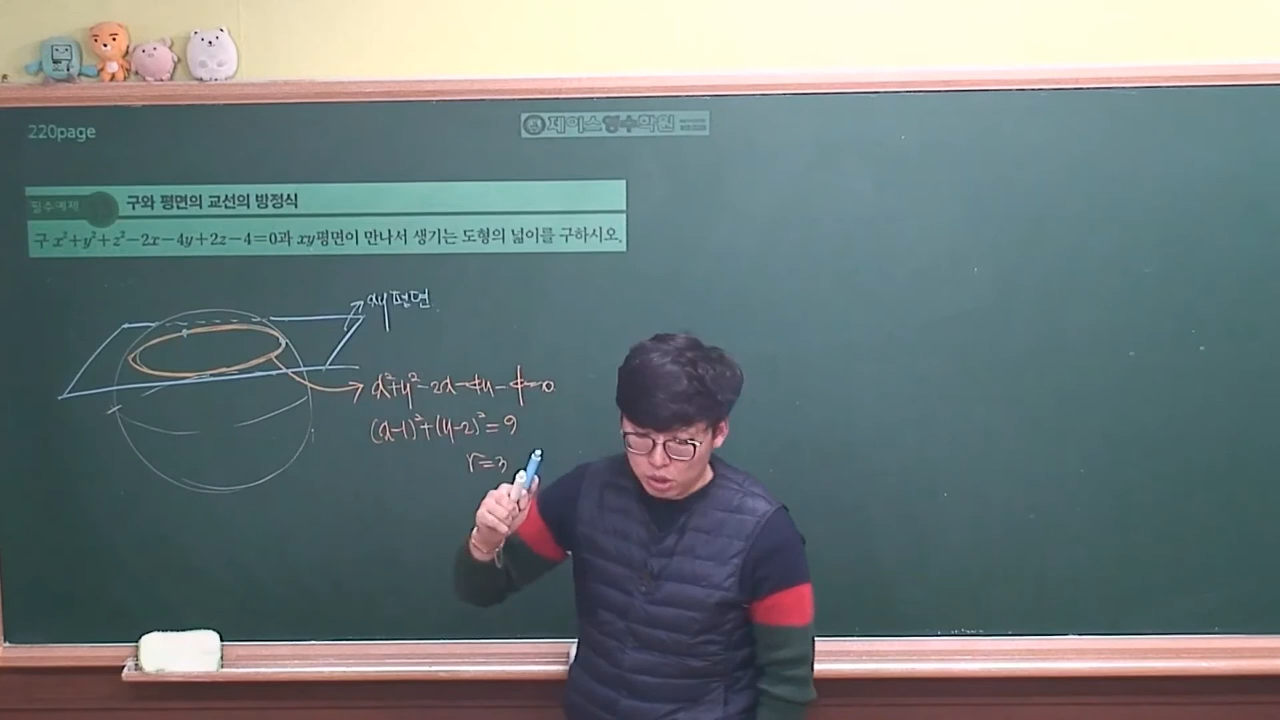 220page
제이스영수학원
필수예제 구와 평면의 교선의 방정식
구 x²+y²+z²-2x-4y+2z-4=0과 xy평면이 만나서 생기는 도형의 넓이를 구하시오.
xy평면
x²+y²-2x-4y-4=0
(x-1)²+(y-2)²=9
r=3